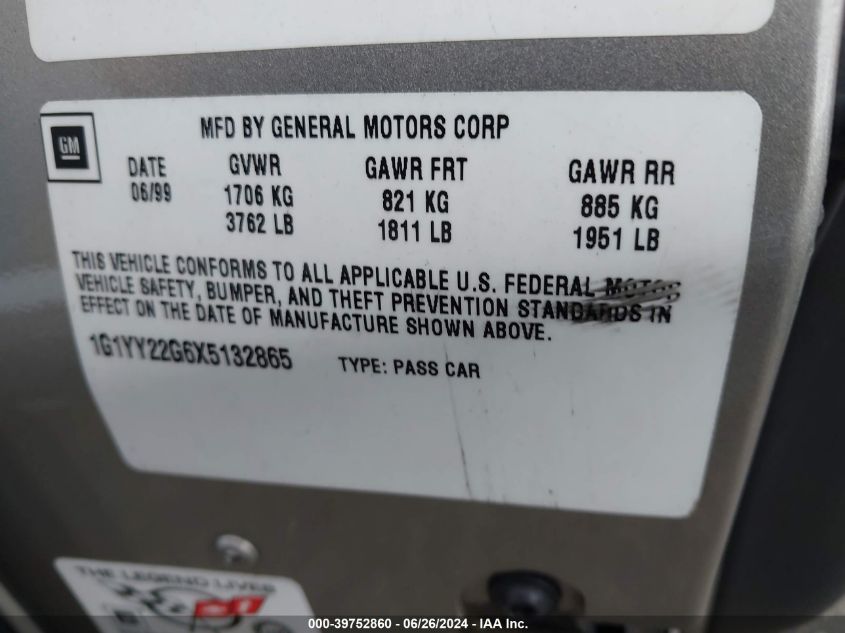 MFD BY GENERAL MOTORS CORP
GM
DATE GVWR GAWR FRT GAWR RR
06/99 1706 KG 821 KG 885 KG
3762 LB 1811 LB 1951 LB
THIS VEHICLE CONFORMS TO ALL APPLICABLE U.S. FEDERAL MOTOR
VEHICLE SAFETY, BUMPER, AND THEFT PREVENTION STANDARDS IN
EFFECT ON THE DATE OF MANUFACTURE SHOWN ABOVE.
1G1YY22G6X5132865 TYPE: PASS CAR
THE LEGEND LIVES
000-39752860 - 06/26/2024 - IAA Inc.